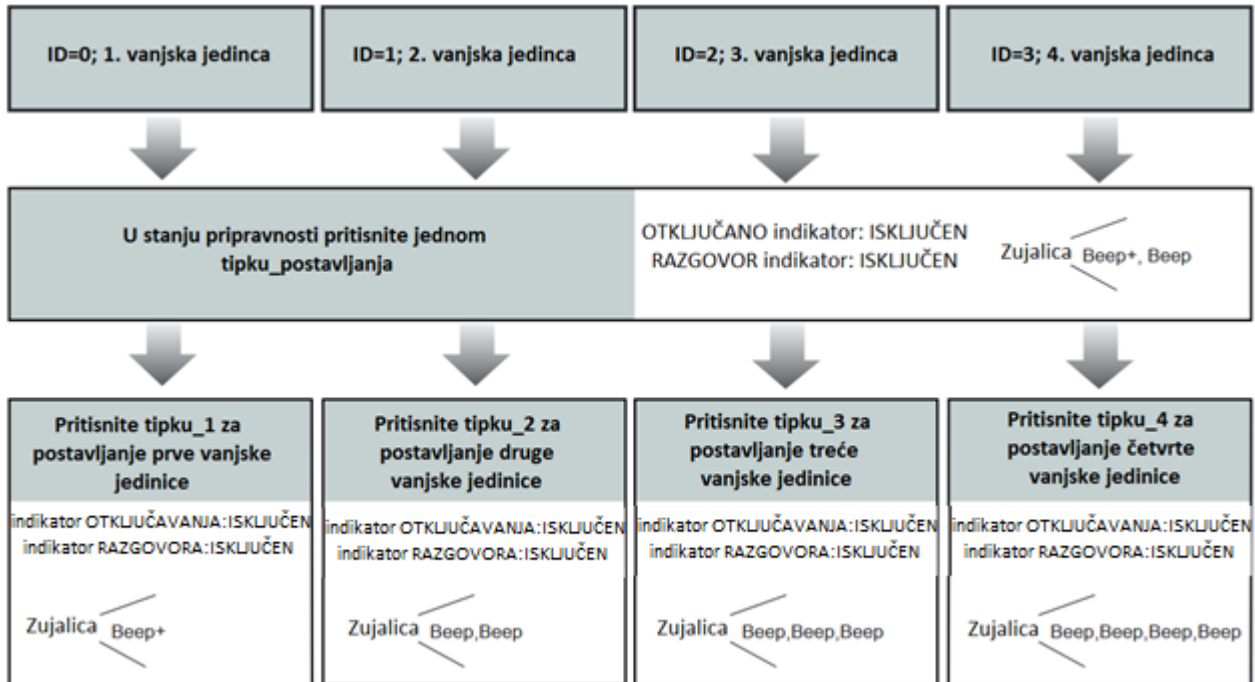 ID=0; 1. vanjska jedinca
ID=1; 2. vanjska jedinca
ID=2; 3. vanjska jedinca
ID=3; 4. vanjska jedinca
U stanju pripravnosti pritisnite jednom
tipku_postavljanja
OTKLJUČANO indikator: ISKLJUČEN
RAZGOVOR indikator: ISKLJUČEN
Zujalica Beep+, Beep
Pritisnite tipku_1 za
postavljanje prve vanjske
jedinice
indikator OTKLJUČAVANJA:ISKLJUČEN
indikator RAZGOVORA:ISKLJUČEN
Zujalica Beep+
Pritisnite tipku_2 za
postavljanje druge
vanjske jedinice
indikator OTKLJUČAVANJA:ISKLJUČEN
indikator RAZGOVORA:ISKLJUČEN
Zujalica Beep,Beep
Pritisnite tipku_3 za
postavljanje treće
vanjske jedinice
indikator OTKLJUČAVANJA:ISKLJUČEN
indikator RAZGOVORA:ISKLJUČEN
Zujalica Beep,Beep,Beep
Pritisnite tipku_4 za
postavljanje četvrte
vanjske jedinice
indikator OTKLJUČAVANJA:ISKLJUČEN
indikator RAZGOVORA:ISKLJUČEN
Zujalica Beep,Beep,Beep,Beep